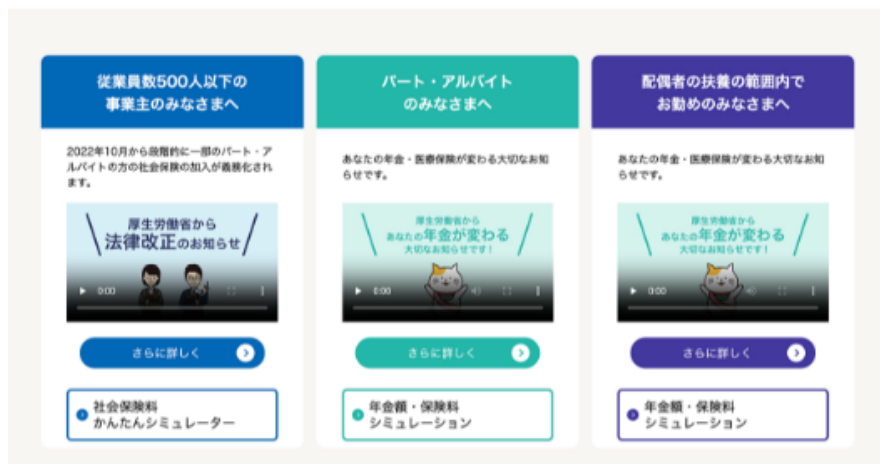 従業員数500人以下の
事業主のみなさまへ
2022年10月から段階的に一部のパート・ア
ルバイトの方の社会保険の加入が義務化され
ます。
厚生労働省から
法律改正のお知らせ
0:00
さらに詳しく
社会保険料
かんたんシミュレーター
パート・アルバイト
のみなさまへ
あなたの年金・医療保険が変わる大切なお知
らせです。
厚生労働省から
あなたの年金が変わる
大切なお知らせです！
0:00
さらに詳しく
年金額・保険料
シミュレーション
配偶者の扶養の範囲内で
お勤めのみなさまへ
あなたの年金・医療保険が変わる大切なお知
らせです。
厚生労働省から
あなたの年金が変わる
大切なお知らせです！
0:00
さらに詳しく
年金額・保険料
シミュレーション